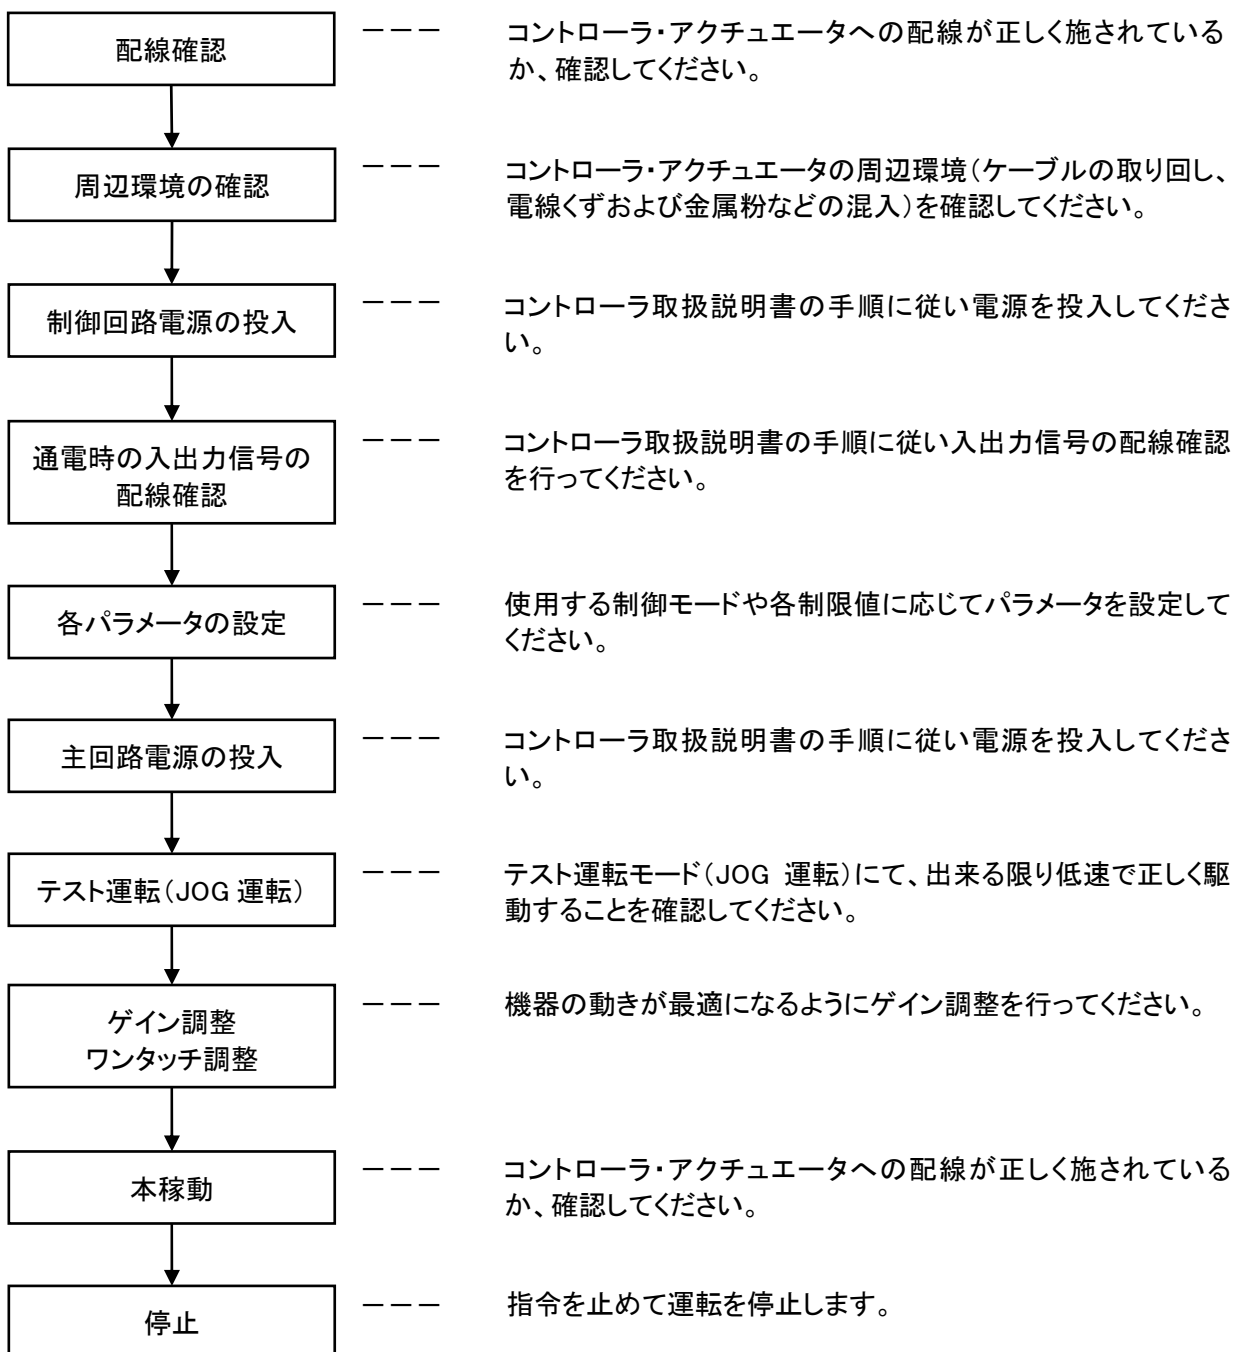 配線確認
--- コントローラ・アクチュエータへの配線が正しく施されている
か、確認してください。
周辺環境の確認
--- コントローラ・アクチュエータの周辺環境(ケーブルの取り回し、
電線くずおよび金属粉などの混入)を確認してください。
制御回路電源の投入
--- コントローラ取扱説明書の手順に従い電源を投入してくださ
い。
通電時の入出力信号の
配線確認
--- コントローラ取扱説明書の手順に従い入出力信号の配線確認
を行ってください。
各パラメータの設定
--- 使用する制御モードや各制限値に応じてパラメータを設定して
ください。
主回路電源の投入
--- コントローラ取扱説明書の手順に従い電源を投入してくださ
い。
テスト運転(JOG 運転)
--- テスト運転モード(JOG 運転)にて、出来る限り低速で正しく駆
動することを確認してください。
ゲイン調整
ワンタッチ調整
--- 機器の動きが最適になるようにゲイン調整を行ってください。
本稼動
--- コントローラ・アクチュエータへの配線が正しく施されている
か、確認してください。
停止
--- 指令を止めて運転を停止します。